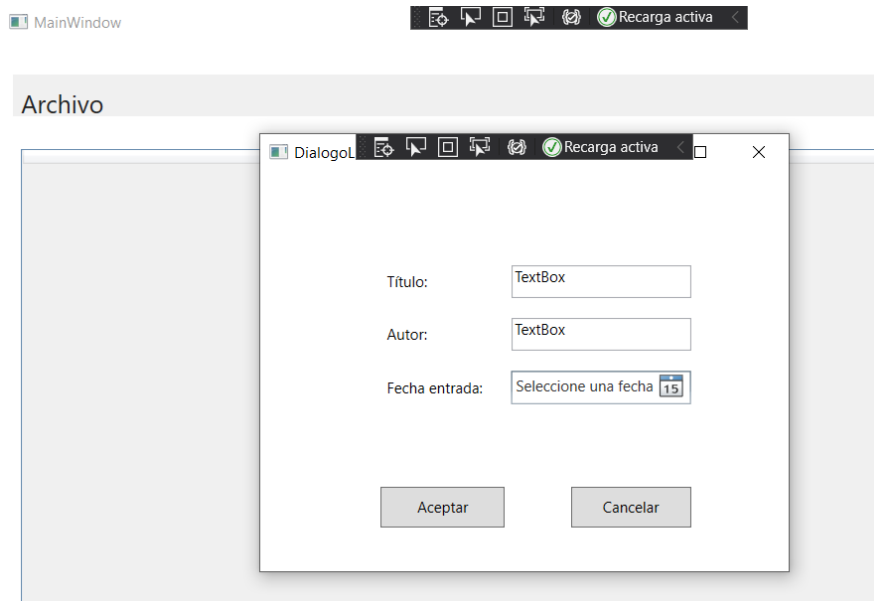 MainWindow
Recarga activa
Archivo
DialogoL
Recarga activa
Título:
TextBox
Autor:
TextBox
Fecha entrada:
Seleccione una fecha
15
Aceptar
Cancelar